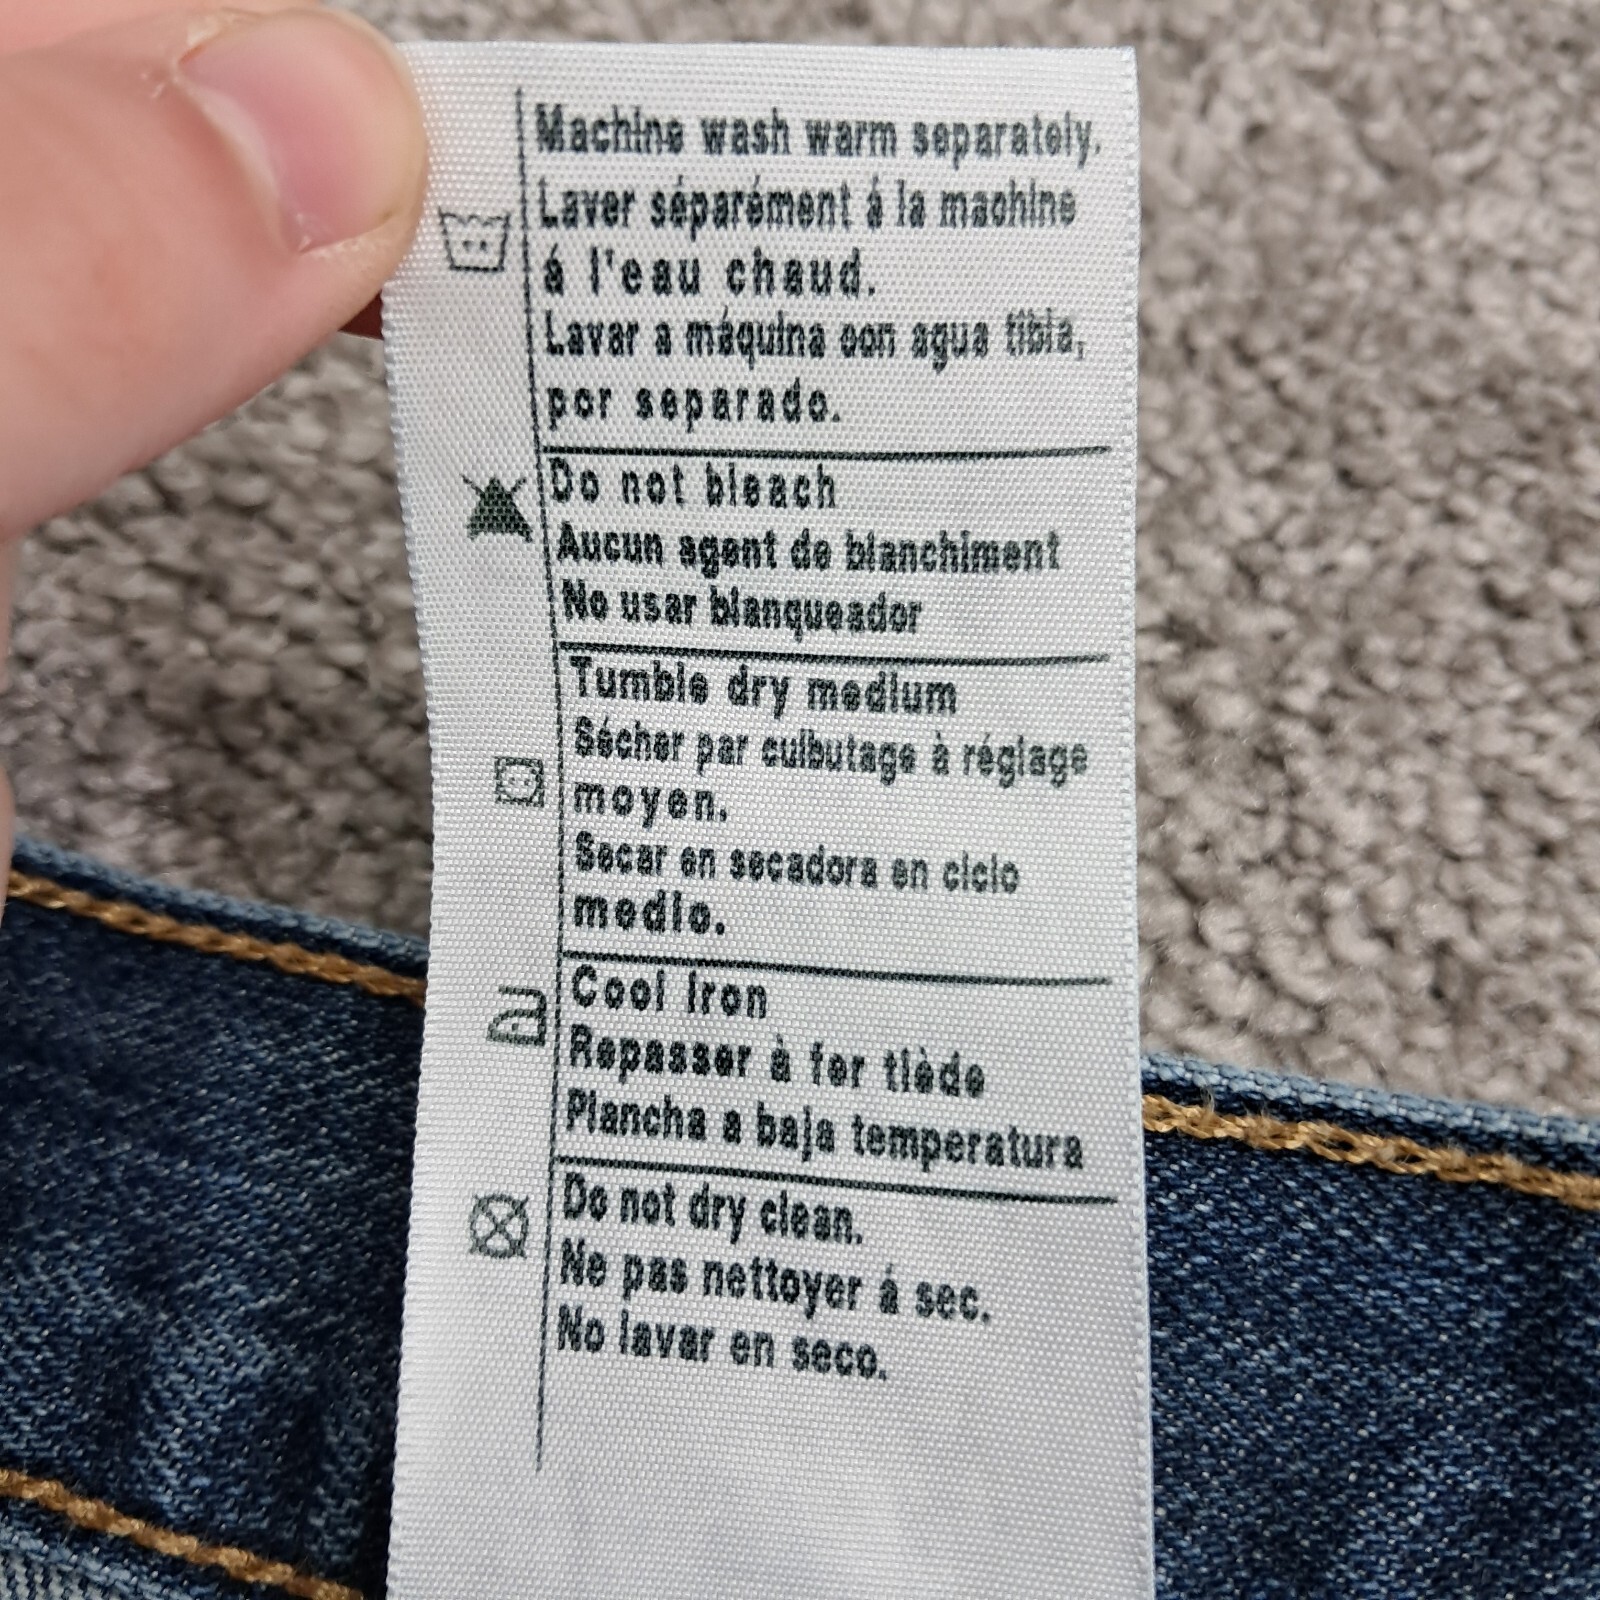 Machine wash warm separately.
Laver séparément á la machine
á l'eau chaud.
Lavar a máquina con agua tibia,
por separado.
Do not bleach
Aucun agent de blanchiment
No usar blanqueador
Tumble dry medium
Sécher par culbutage à réglage
moyen.
Secar en secadora en ciclo
medio.
Cool Iron
Repasser à fer tiède
Plancha a baja temperatura
Do not dry clean.
Ne pas nettoyer á sec.
No lavar en seco.